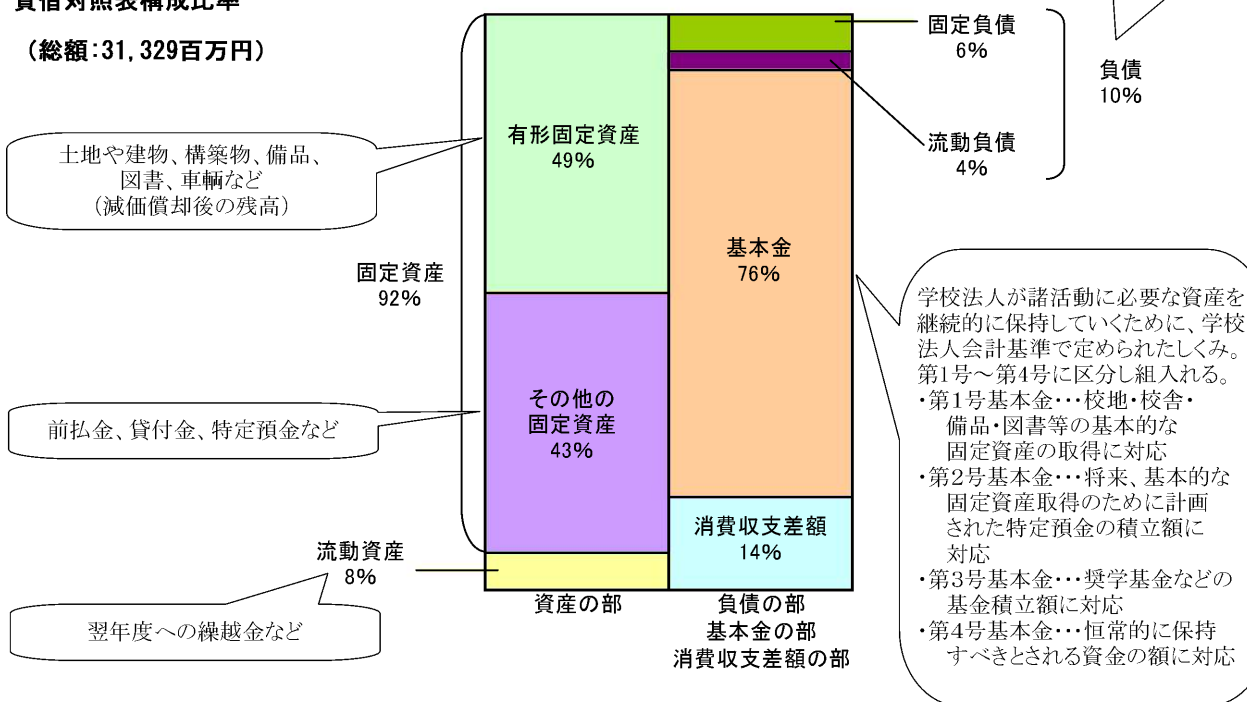 貸借対照表構成比率
(総額:31,329百万円)
固定負債
6%
負債
10%
流動負債
4%
有形固定資産
49%
土地や建物、構築物、備品、
図書、車輌など
(減価償却後の残高)
基本金
76%
固定資産
92%
学校法人が諸活動に必要な資産を
継続的に保持していくために、学校
法人会計基準で定められたしくみ。
第1号～第4号に区分し組入れる。
・第1号基本金…校地・校舎・
備品・図書等の基本的な
固定資産の取得に対応
・第2号基本金…将来、基本的な
固定資産取得のために計画
された特定預金の積立額に
対応
・第3号基本金…奨学基金などの
基金積立額に対応
・第4号基本金…恒常的に保持
すべきとされる資金の額に対応
その他の
固定資産
43%
前払金、貸付金、特定預金など
消費収支差額
14%
流動資産
8%
翌年度への繰越金など
資産の部
負債の部
基本金の部
消費収支差額の部